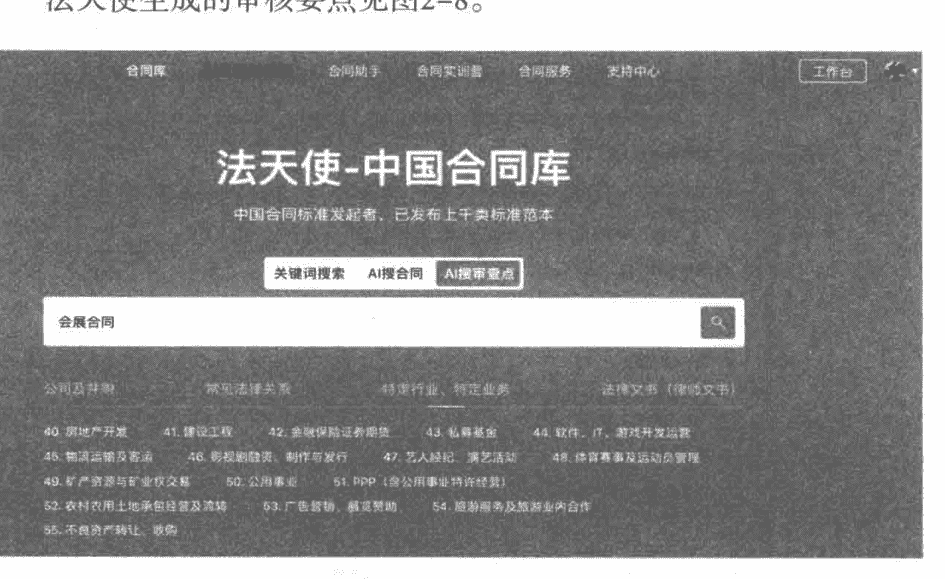 法天使生成的审核要点见图2-8。
合同库 合同助手 合同实训营 合同服务 支持中心 工作台
法天使-中国合同库
中国合同标准发起者、已发布上千类标准范本
关键词搜索 AI搜合同 AI搜审查点
会展合同
公司及并购 常见法律关系 特定行业、特定业务 法律文书（律师文书）
40. 房地产开发 41. 建设工程 42. 金融保险证券期货 43. 私募基金 44. 软件、IT、游戏开发运营
45. 物流运输及客运 46. 影视剧融资、制作与发行 47. 艺人经纪、演艺活动 48. 体育赛事及运动员管理
49. 矿产资源与矿业权交易 50. 公用事业 51. PPP（含公用事业特许经营）
52. 农村农用土地承包经营及流转 53. 广告营销、展览赞助 54. 旅游服务及旅游业内合作
55. 不良资产转让、收购